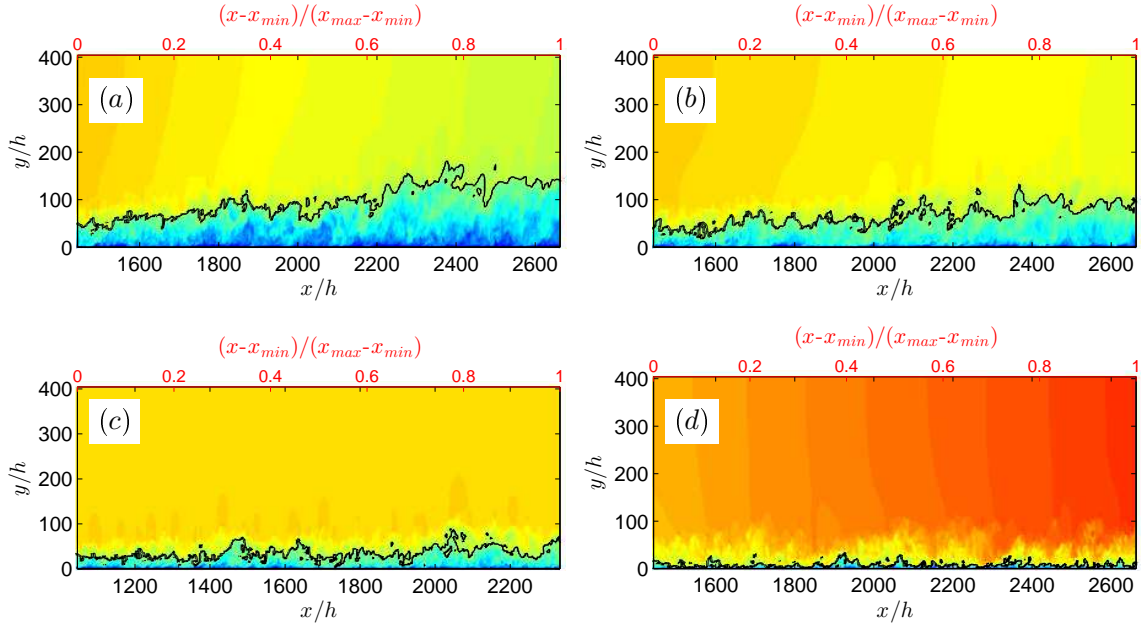 (x-x_min)/(x_max-x_min) (x-x_min)/(x_max-x_min)
0 0.2 0.4 0.6 0.8 1 0 0.2 0.4 0.6 0.8 1
400 (a) 400 (b)
300 300
y/h 200 y/h 200
100 100
0 0
1600 1800 2000 2200 2400 2600 1600 1800 2000 2200 2400 2600
x/h x/h
(x-x_min)/(x_max-x_min) (x-x_min)/(x_max-x_min)
0 0.2 0.4 0.6 0.8 1 0 0.2 0.4 0.6 0.8 1
400 (c) 400 (d)
300 300
y/h 200 y/h 200
100 100
0 0
1200 1400 1600 1800 2000 2200 1600 1800 2000 2200 2400 2600
x/h x/h